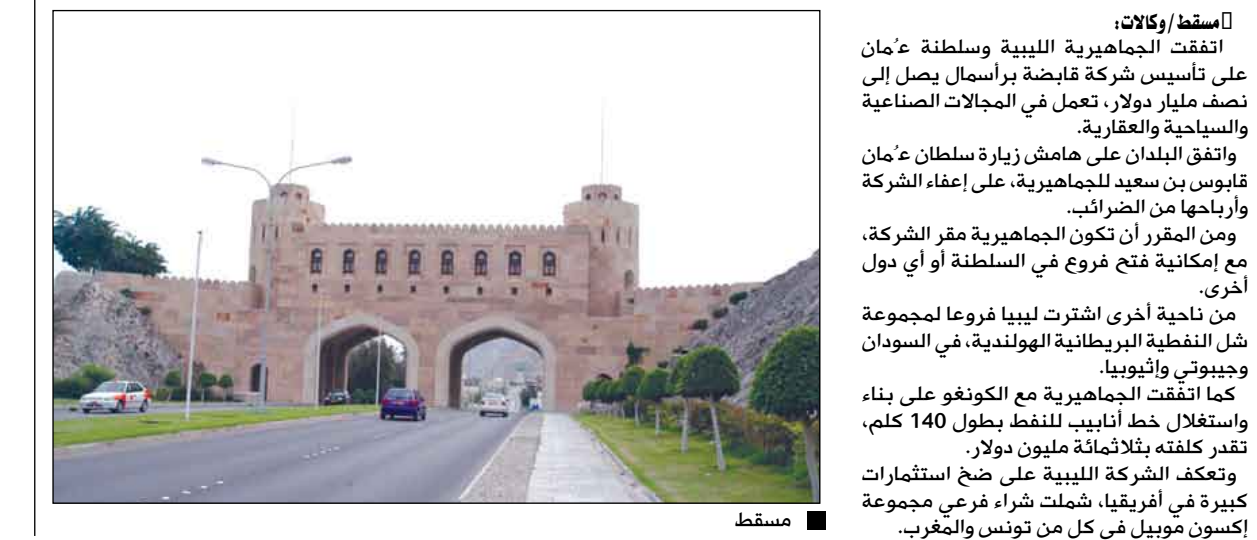 مسقط/وكالات:
اتفقت الجماهيرية الليبية وسلطنة عُمان
على تأسيس شركة قابضة برأسمال يصل إلى
نصف مليار دولار، تعمل في المجالات الصناعية
والسياحية والعقارية.
واتفق البلدان على هامش زيارة سلطان عُمان
قابوس بن سعيد للجماهيرية، على إعفاء الشركة
وأرباحها من الضرائب.
ومن المقرر أن تكون الجماهيرية مقر الشركة،
مع إمكانية فتح فروع في السلطنة أو أي دول
أخرى.
من ناحية أخرى اشترت ليبيا فروعا لمجموعة
شل النفطية البريطانية الهولندية، في السودان
وجيبوتي وإثيوبيا.
كما اتفقت الجماهيرية مع الكونغو على بناء
واستغلال خط أنابيب للنفط بطول 140 كلم،
تقدر كلفته بثلاثمائة مليون دولار.
وتعكف الشركة الليبية على ضخ استثمارات
كبيرة في أفريقيا، شملت شراء فرعي مجموعة
إكسون موبيل في كل من تونس والمغرب.
مسقط